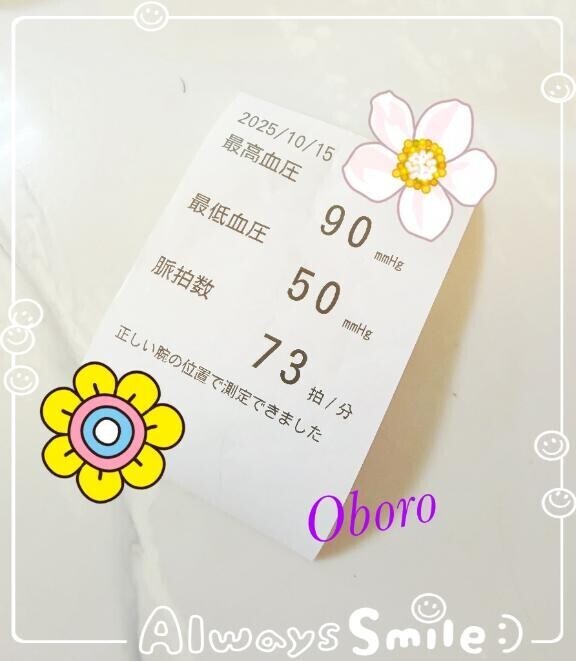 2025/10/15
最高血圧
90 mmHg
最低血圧
50 mmHg
脈拍数
73 拍/分
正しい腕の位置で測定できました
Oboro
Always Smile:)